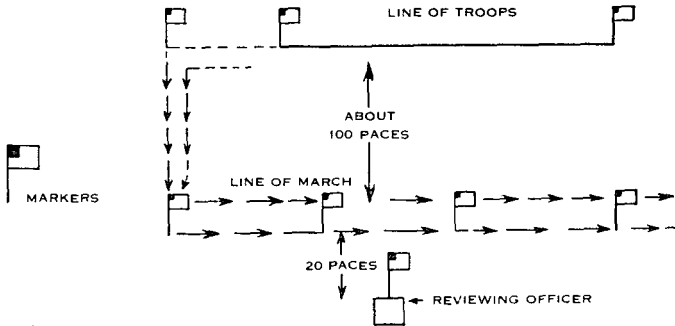 LINE OF TROOPS
ABOUT
100 PACES
MARKERS
LINE OF MARCH
20 PACES
REVIEWING OFFICER